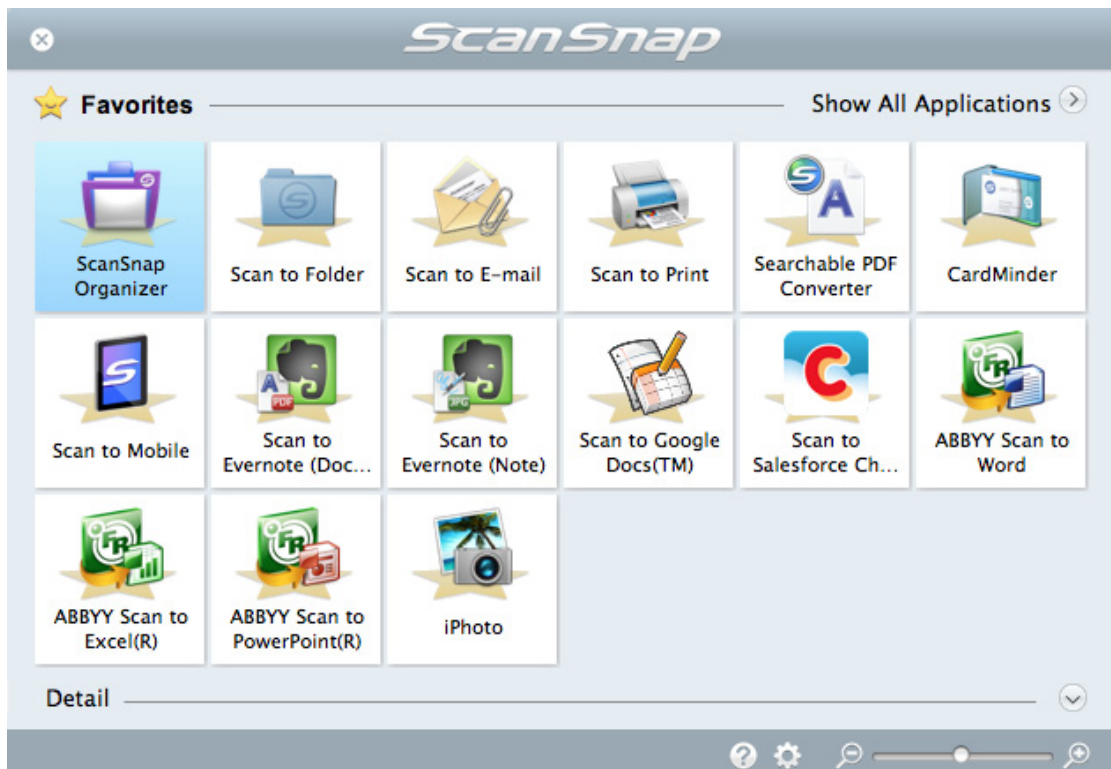 ScanSnap
Favorites
Show All Applications
ScanSnap
Organizer
Scan to Folder
Scan to E-mail
Scan to Print
Searchable PDF
Converter
CardMinder
Scan to Mobile
Scan to
Evernote (Doc...
Scan to
Evernote (Note)
Scan to Google
Docs(TM)
Scan to
Salesforce Ch...
ABBYY Scan to
Word
ABBYY Scan to
Excel(R)
ABBYY Scan to
PowerPoint(R)
iPhoto
Detail